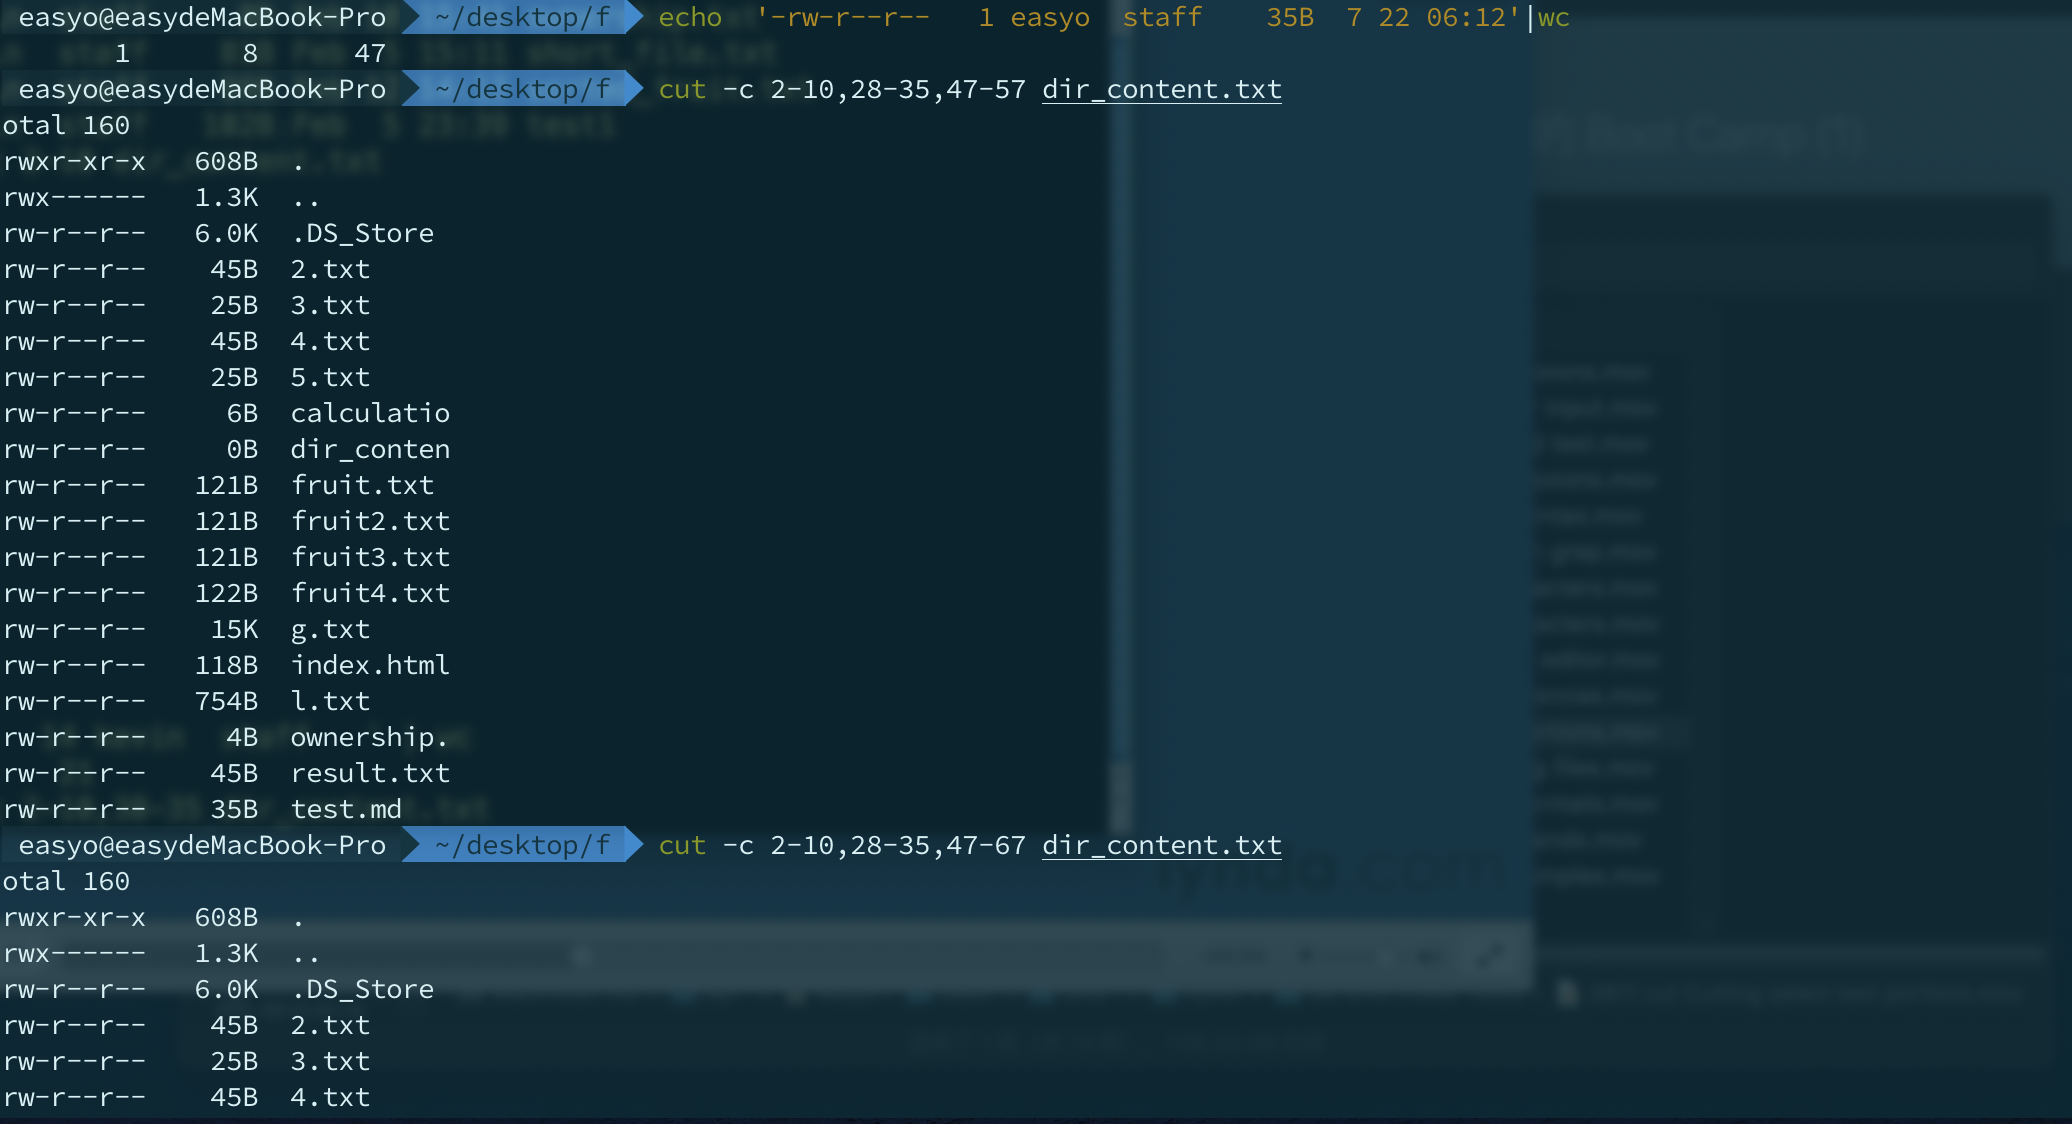 easyo@easydeMacBook-Pro ~/desktop/f echo '-rw-r--r--   1 easyo  staff    35B  7 22 06:12'|wc
       1       8      47
easyo@easydeMacBook-Pro ~/desktop/f cut -c 2-10,28-35,47-57 dir_content.txt
otal 160
rwxr-xr-x   608B  .
rwx------   1.3K  ..
rw-r--r--   6.0K  .DS_Store
rw-r--r--    45B  2.txt
rw-r--r--    25B  3.txt
rw-r--r--    45B  4.txt
rw-r--r--    25B  5.txt
rw-r--r--     6B  calculatio
rw-r--r--     0B  dir_conten
rw-r--r--   121B  fruit.txt
rw-r--r--   121B  fruit2.txt
rw-r--r--   121B  fruit3.txt
rw-r--r--   122B  fruit4.txt
rw-r--r--    15K  g.txt
rw-r--r--   118B  index.html
rw-r--r--   754B  l.txt
rw-r--r--     4B  ownership.
rw-r--r--    45B  result.txt
rw-r--r--    35B  test.md
easyo@easydeMacBook-Pro ~/desktop/f cut -c 2-10,28-35,47-67 dir_content.txt
otal 160
rwxr-xr-x   608B  .
rwx------   1.3K  ..
rw-r--r--   6.0K  .DS_Store
rw-r--r--    45B  2.txt
rw-r--r--    25B  3.txt
rw-r--r--    45B  4.txt